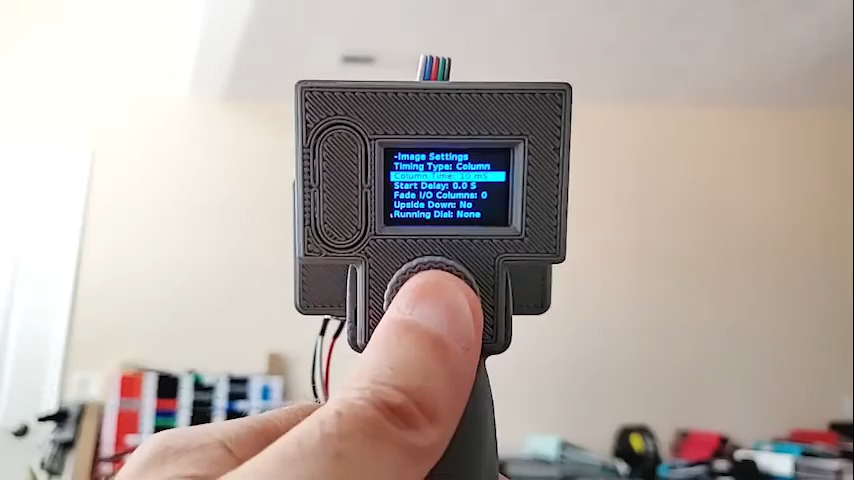 -Image Settings
Timing Type: Column
Column Time: 10 mS
Start Delay: 0.0 S
Fade I/O Columns: 0
Upside Down: No
Running Dial: None